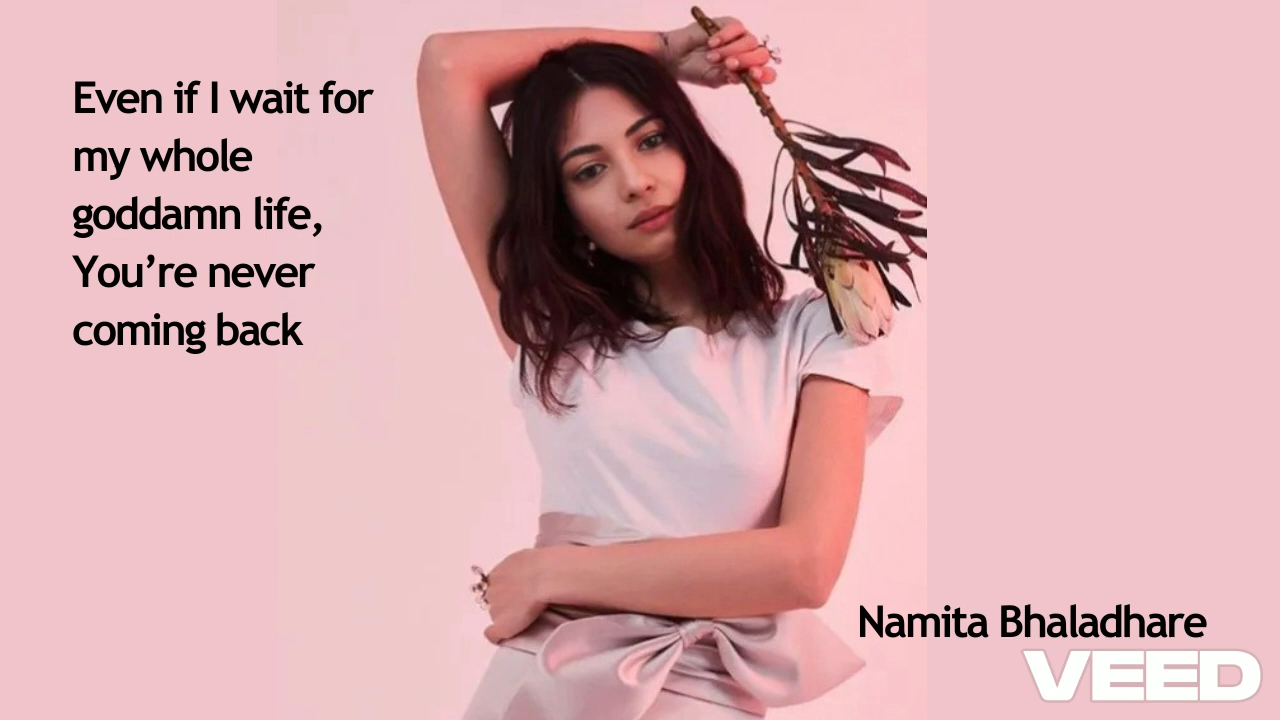 Even if I wait for
my whole
goddamn life,
You’re never
coming back
Namita Bhaladhare
VEED